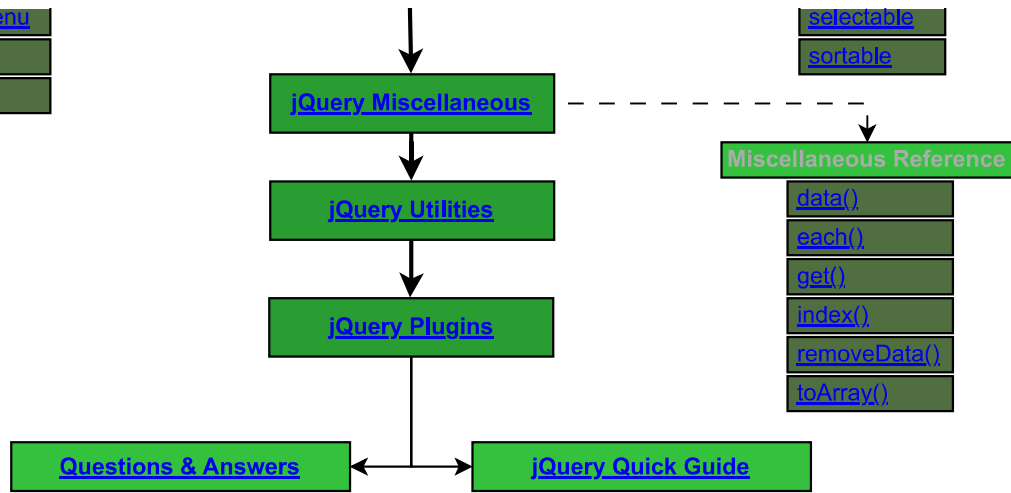 enu
selectable
sortable
jQuery Miscellaneous
Miscellaneous Reference
data()
each()
get()
index()
removeData()
toArray()
jQuery Utilities
jQuery Plugins
Questions & Answers
jQuery Quick Guide